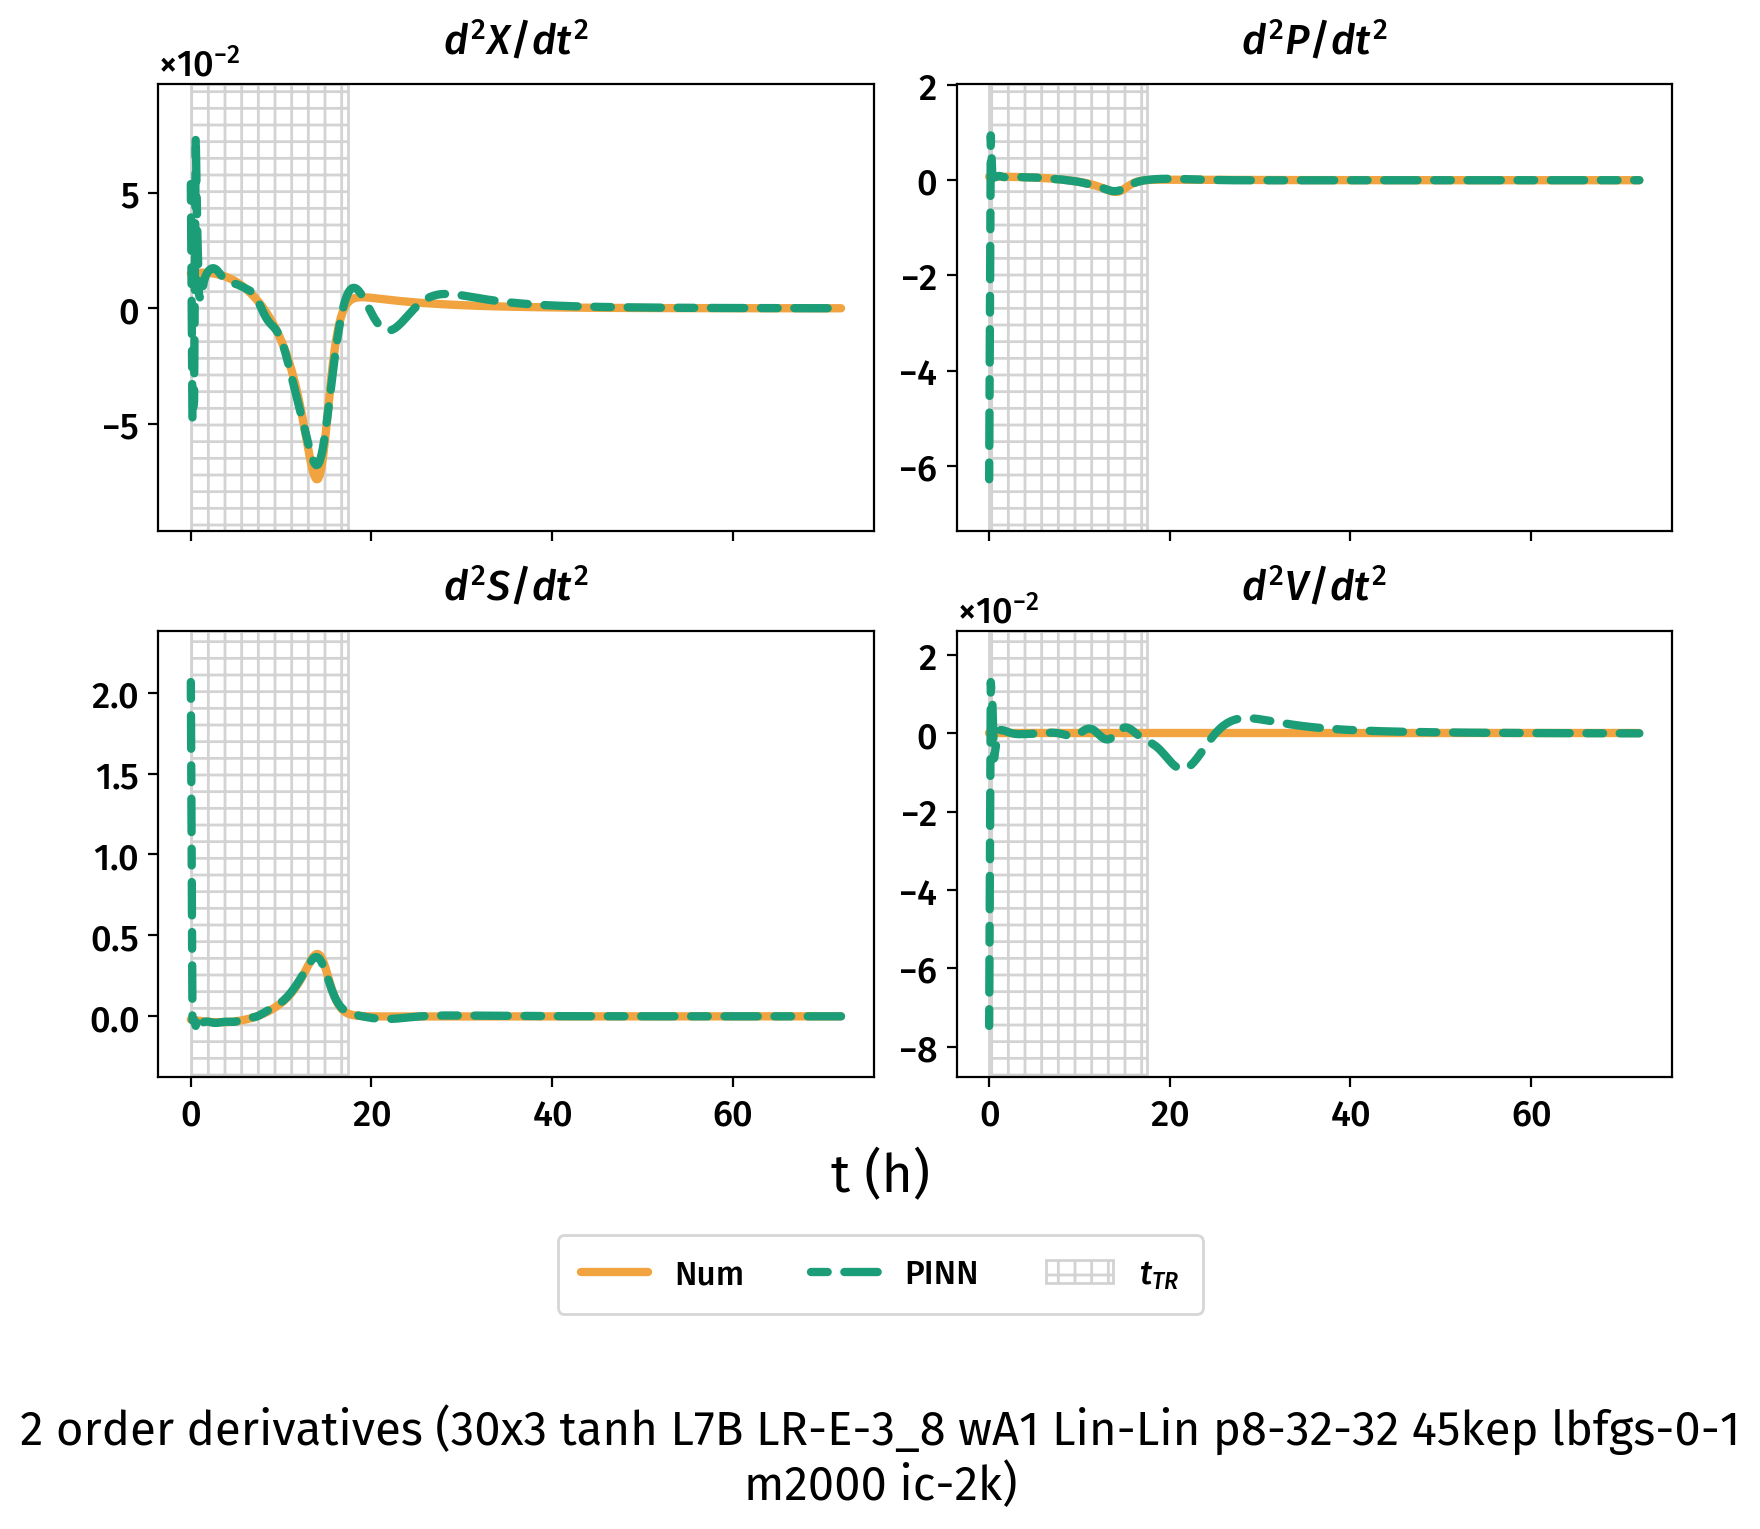 d²X/dt²
×10⁻²
5
0
−5
d²P/dt²
2
0
−2
−4
−6
d²S/dt²
2.0
1.5
1.0
0.5
0.0
0 20 40 60
d²V/dt²
×10⁻²
2
0
−2
−4
−6
−8
0 20 40 60
t (h)
Num PINN t_TR
2 order derivatives (30x3 tanh L7B LR-E-3_8 wA1 Lin-Lin p8-32-32 45kep lbfgs-0-1
m2000 ic-2k)